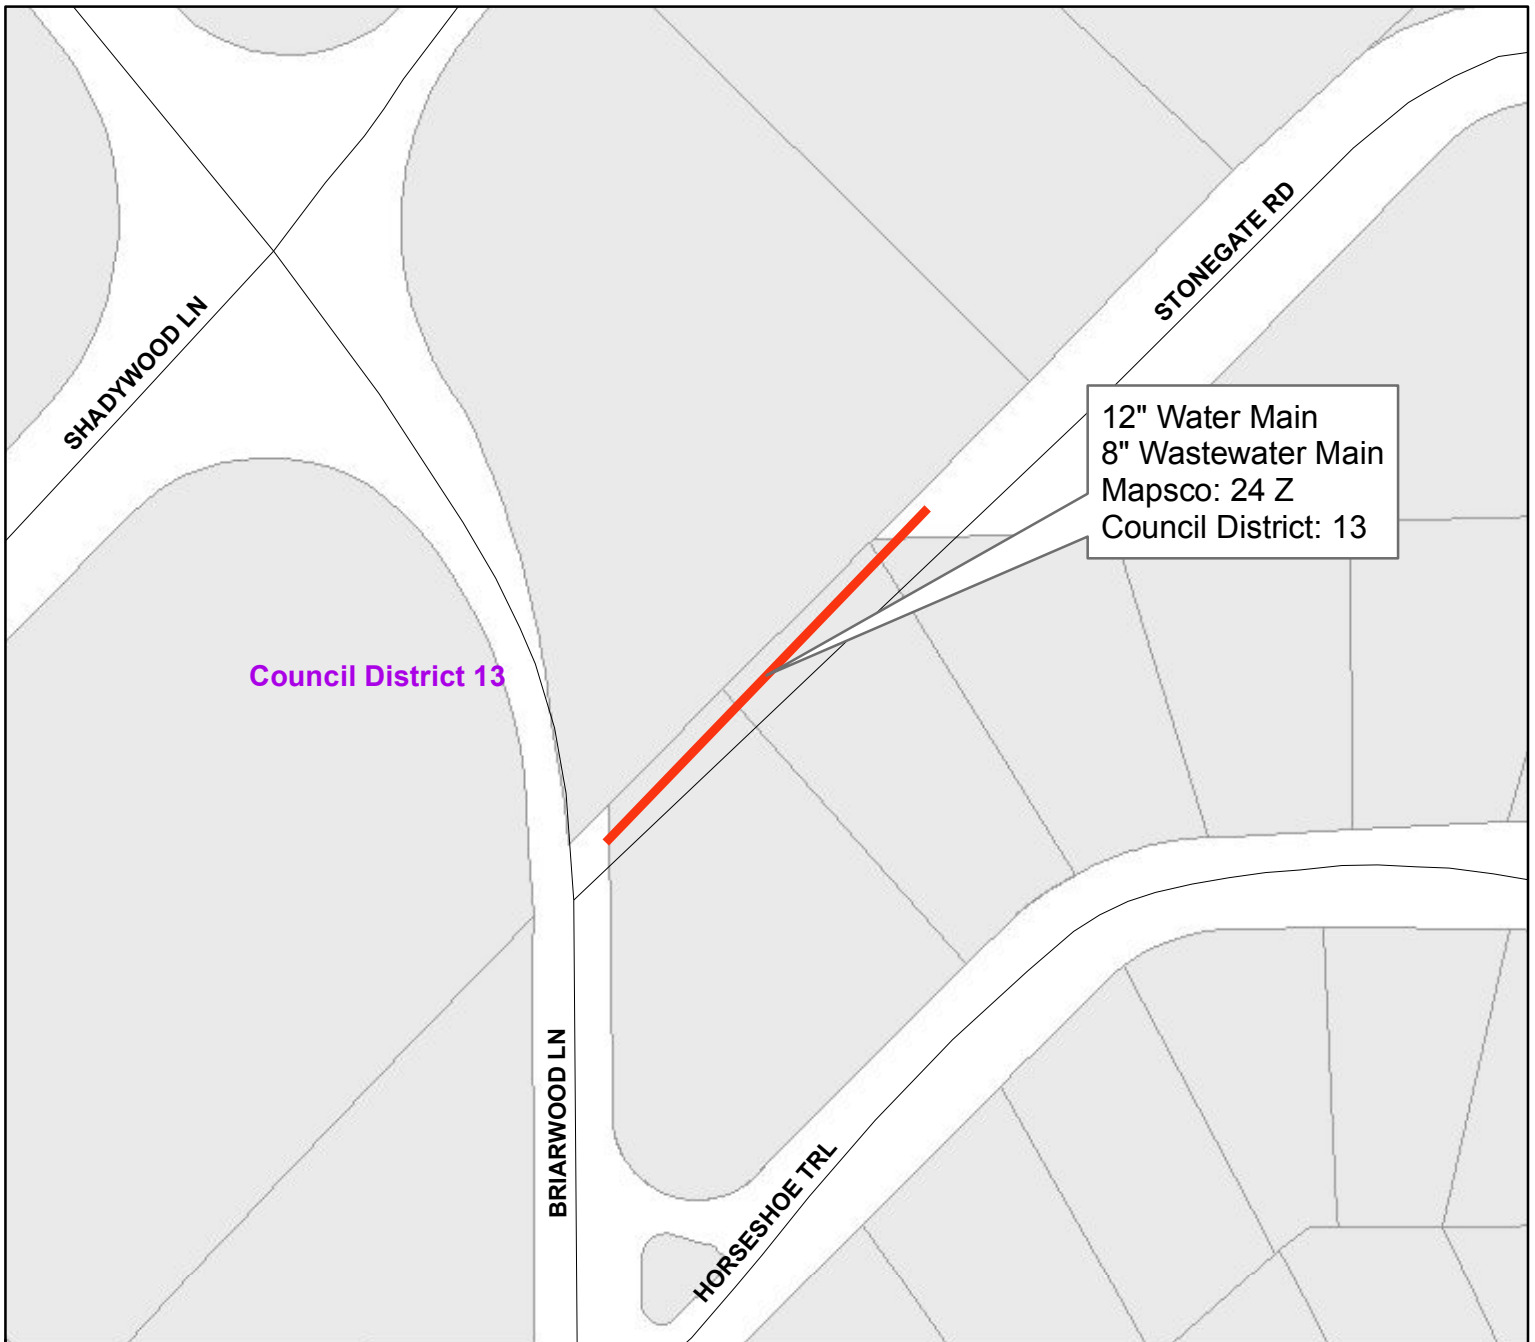 STONEGATE RD
SHADYWOOD LN
12" Water Main
8" Wastewater Main
Mapsco: 24 Z
Council District: 13
Council District 13
BRIARWOOD LN
HORSESHOE TRL